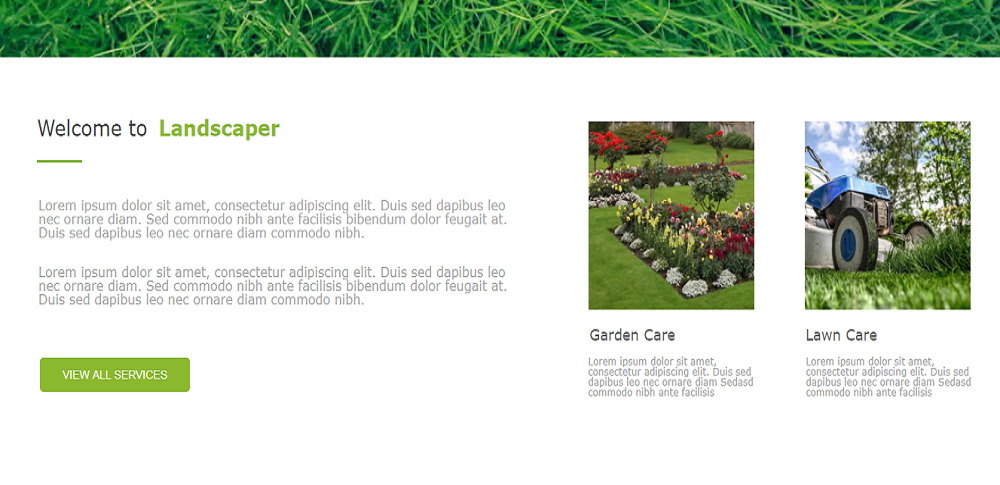 Welcome to Landscaper
Lorem ipsum dolor sit amet, consectetur adipiscing elit. Duis sed dapibus leo
nec ornare diam. Sed commodo nibh ante facilisis bibendum dolor feugait at.
Duis sed dapibus leo nec ornare diam commodo nibh.
Lorem ipsum dolor sit amet, consectetur adipiscing elit. Duis sed dapibus leo
nec ornare diam. Sed commodo nibh ante facilisis bibendum dolor feugait at.
Duis sed dapibus leo nec ornare diam commodo nibh.
VIEW ALL SERVICES
Garden Care
Lorem ipsum dolor sit amet,
consectetur adipiscing elit. Duis sed
dapibus leo nec ornare diam Sedasd
commodo nibh ante facilisis
Lawn Care
Lorem ipsum dolor sit amet,
consectetur adipiscing elit. Duis sed
dapibus leo nec ornare diam Sedasd
commodo nibh ante facilisis